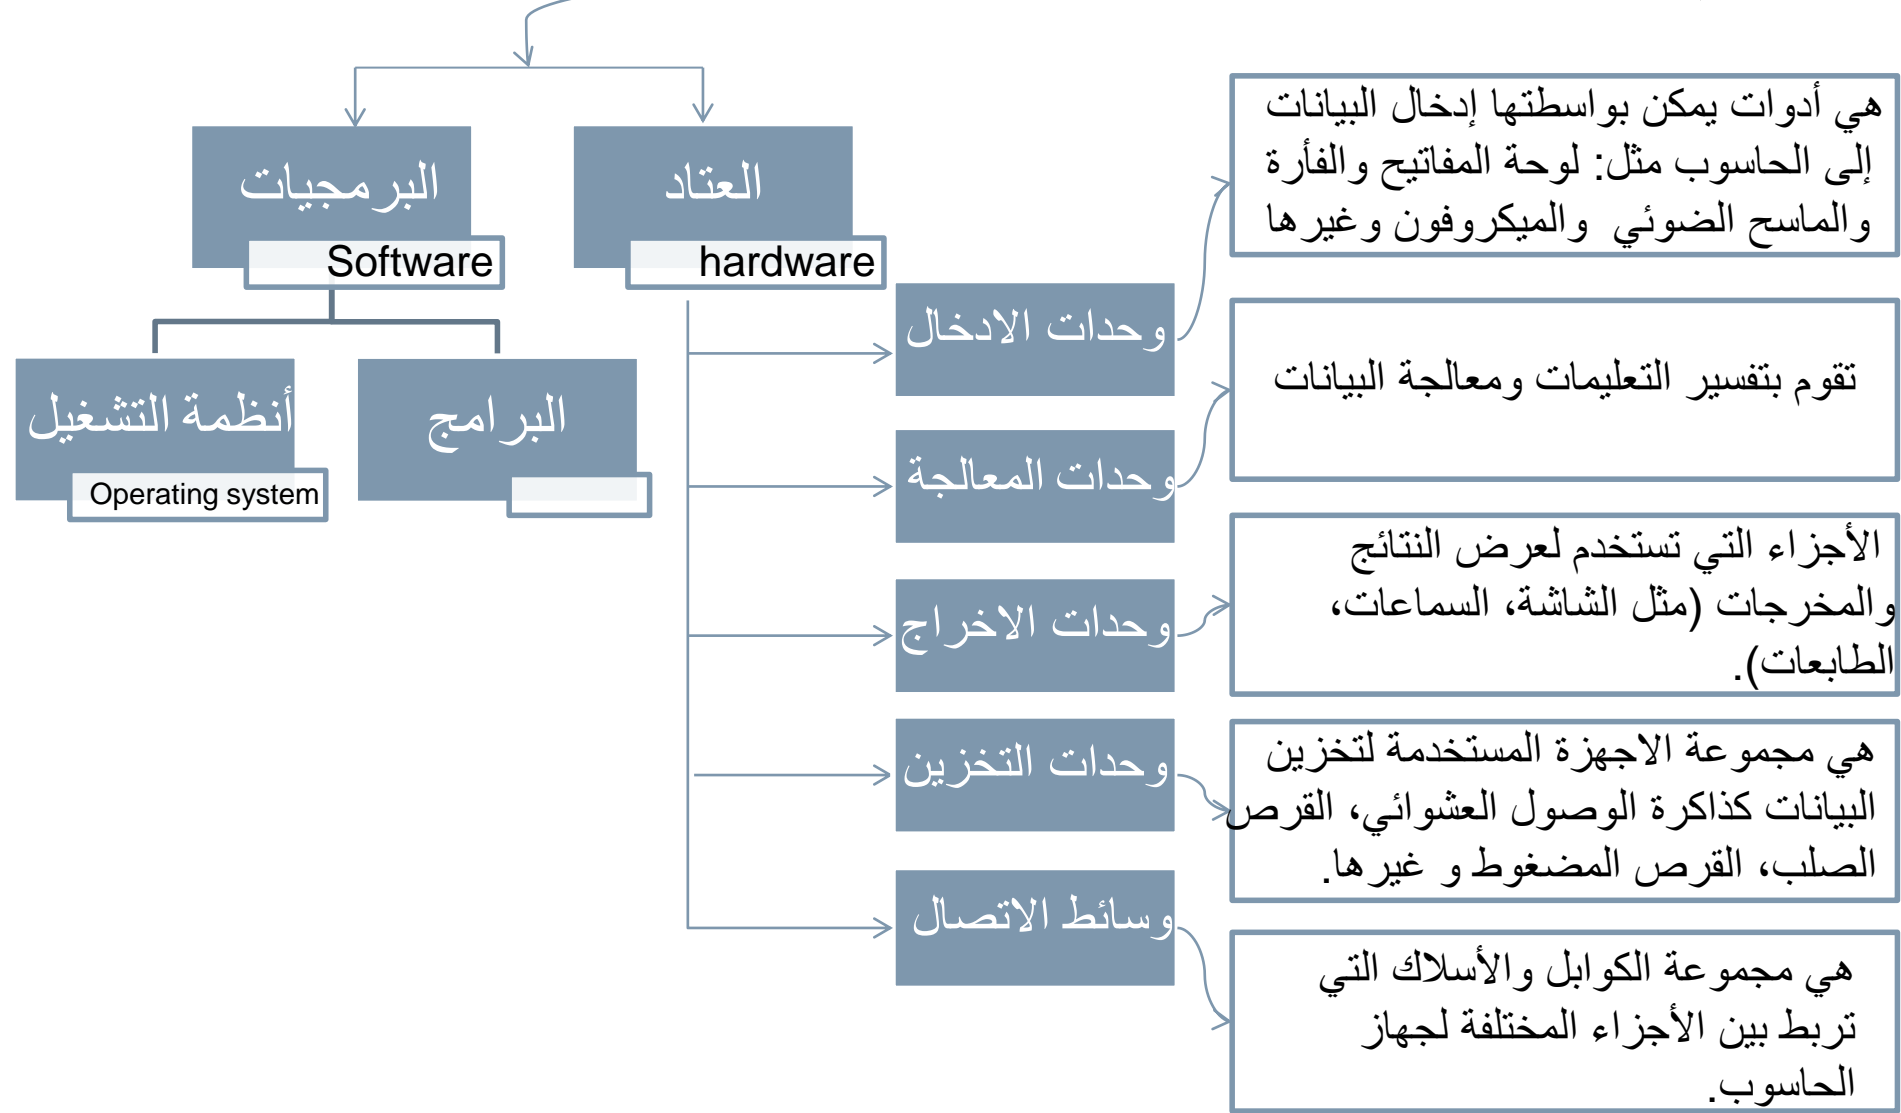 العتاد
hardware
البرمجيات
Software
البرامج
أنظمة التشغيل
Operating system
وحدات الادخال
هي أدوات يمكن بواسطتها إدخال البيانات
إلى الحاسوب مثل: لوحة المفاتيح والفأرة
والماسح الضوئي والميكروفون وغيرها
وحدات المعالجة
تقوم بتفسير التعليمات ومعالجة البيانات
وحدات الاخراج
الأجزاء التي تستخدم لعرض النتائج
والمخرجات (مثل الشاشة، السماعات،
الطابعات).
وحدات التخزين
هي مجموعة الاجهزة المستخدمة لتخزين
البيانات كذاكرة الوصول العشوائي، القرص
الصلب، القرص المضغوط و غيرها.
وسائط الاتصال
هي مجموعة الكوابل والأسلاك التي
تربط بين الأجزاء المختلفة لجهاز
الحاسوب.